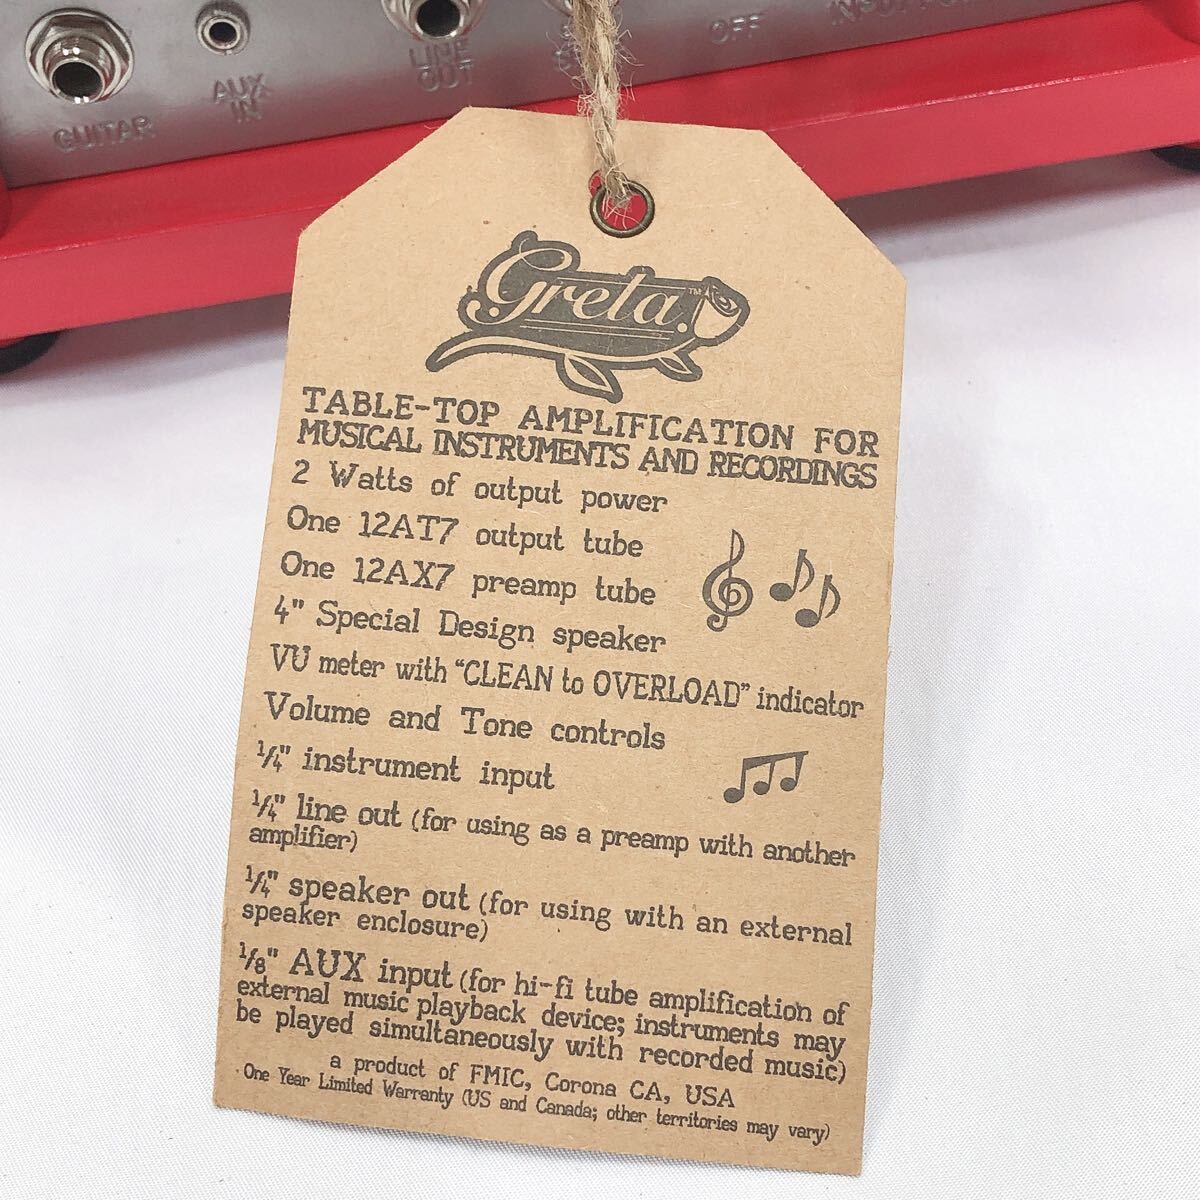 GUITAR
AUX
IN
LINE
OUT
OFF
Greta.™
TABLE-TOP AMPLIFICATION FOR
MUSICAL INSTRUMENTS AND RECORDINGS
2 Watts of output power
One 12AT7 output tube
One 12AX7 preamp tube
4" Special Design speaker
VU meter with “CLEAN to OVERLOAD” indicator
Volume and Tone controls
¼" instrument input
¼" line out (for using as a preamp with another
amplifier)
¼" speaker out (for using with an external
speaker enclosure)
⅛" AUX input (for hi-fi tube amplification of
external music playback device; instruments may
be played simultaneously with recorded music)
a product of FMIC, Corona CA, USA
One Year Limited Warranty (US and Canada; other territories may vary)